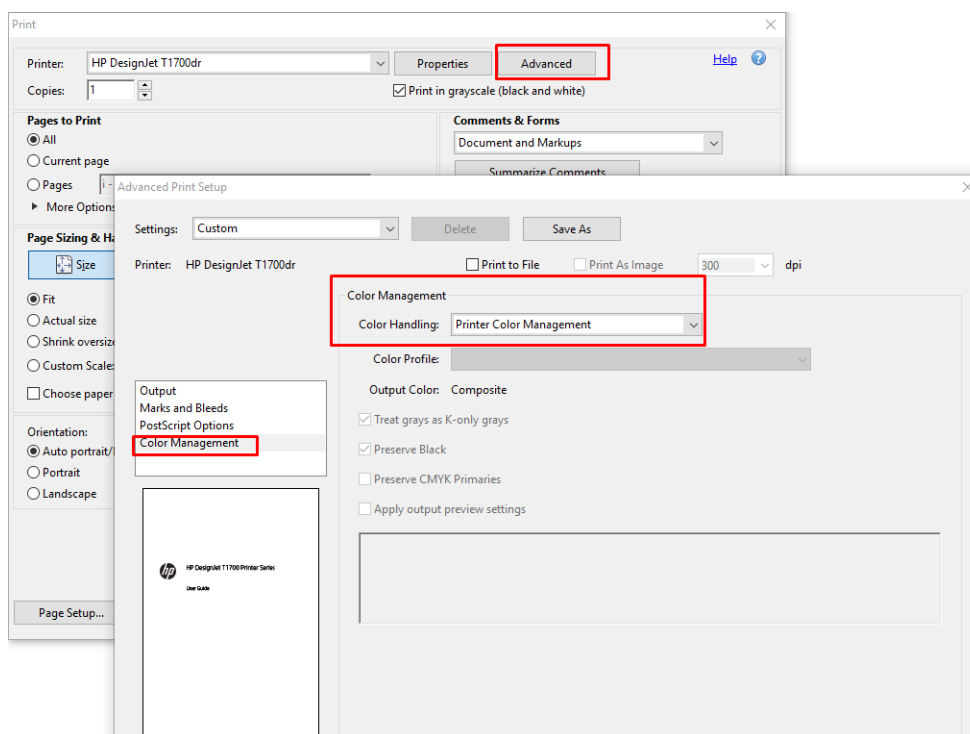 Print
Printer: HP DesignJet T1700dr Properties Advanced Help ?
Copies: 1 Print in grayscale (black and white)
Pages to Print
All
Current page
Pages
More Options
Comments & Forms
Document and Markups
Summarize Comments
Page Sizing & Ha
Size
Fit
Actual size
Shrink oversize
Custom Scale:
Choose paper
Orientation:
Auto portrait/
Portrait
Landscape
Page Setup...
Advanced Print Setup
Settings: Custom Delete Save As
Printer: HP DesignJet T1700dr Print to File Print As Image 300 dpi
Output
Marks and Bleeds
PostScript Options
Color Management
Color Management
Color Handling: Printer Color Management
Color Profile:
Output Color: Composite
Treat grays as K-only grays
Preserve Black
Preserve CMYK Primaries
Apply output preview settings
hp HP DesignJet T1700 Printer Series
User Guide